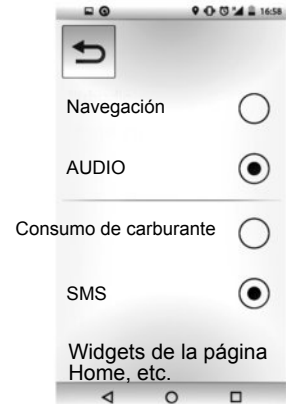 16:58
Navegación
AUDIO
Consumo de carburante
SMS
Widgets de la página
Home, etc.